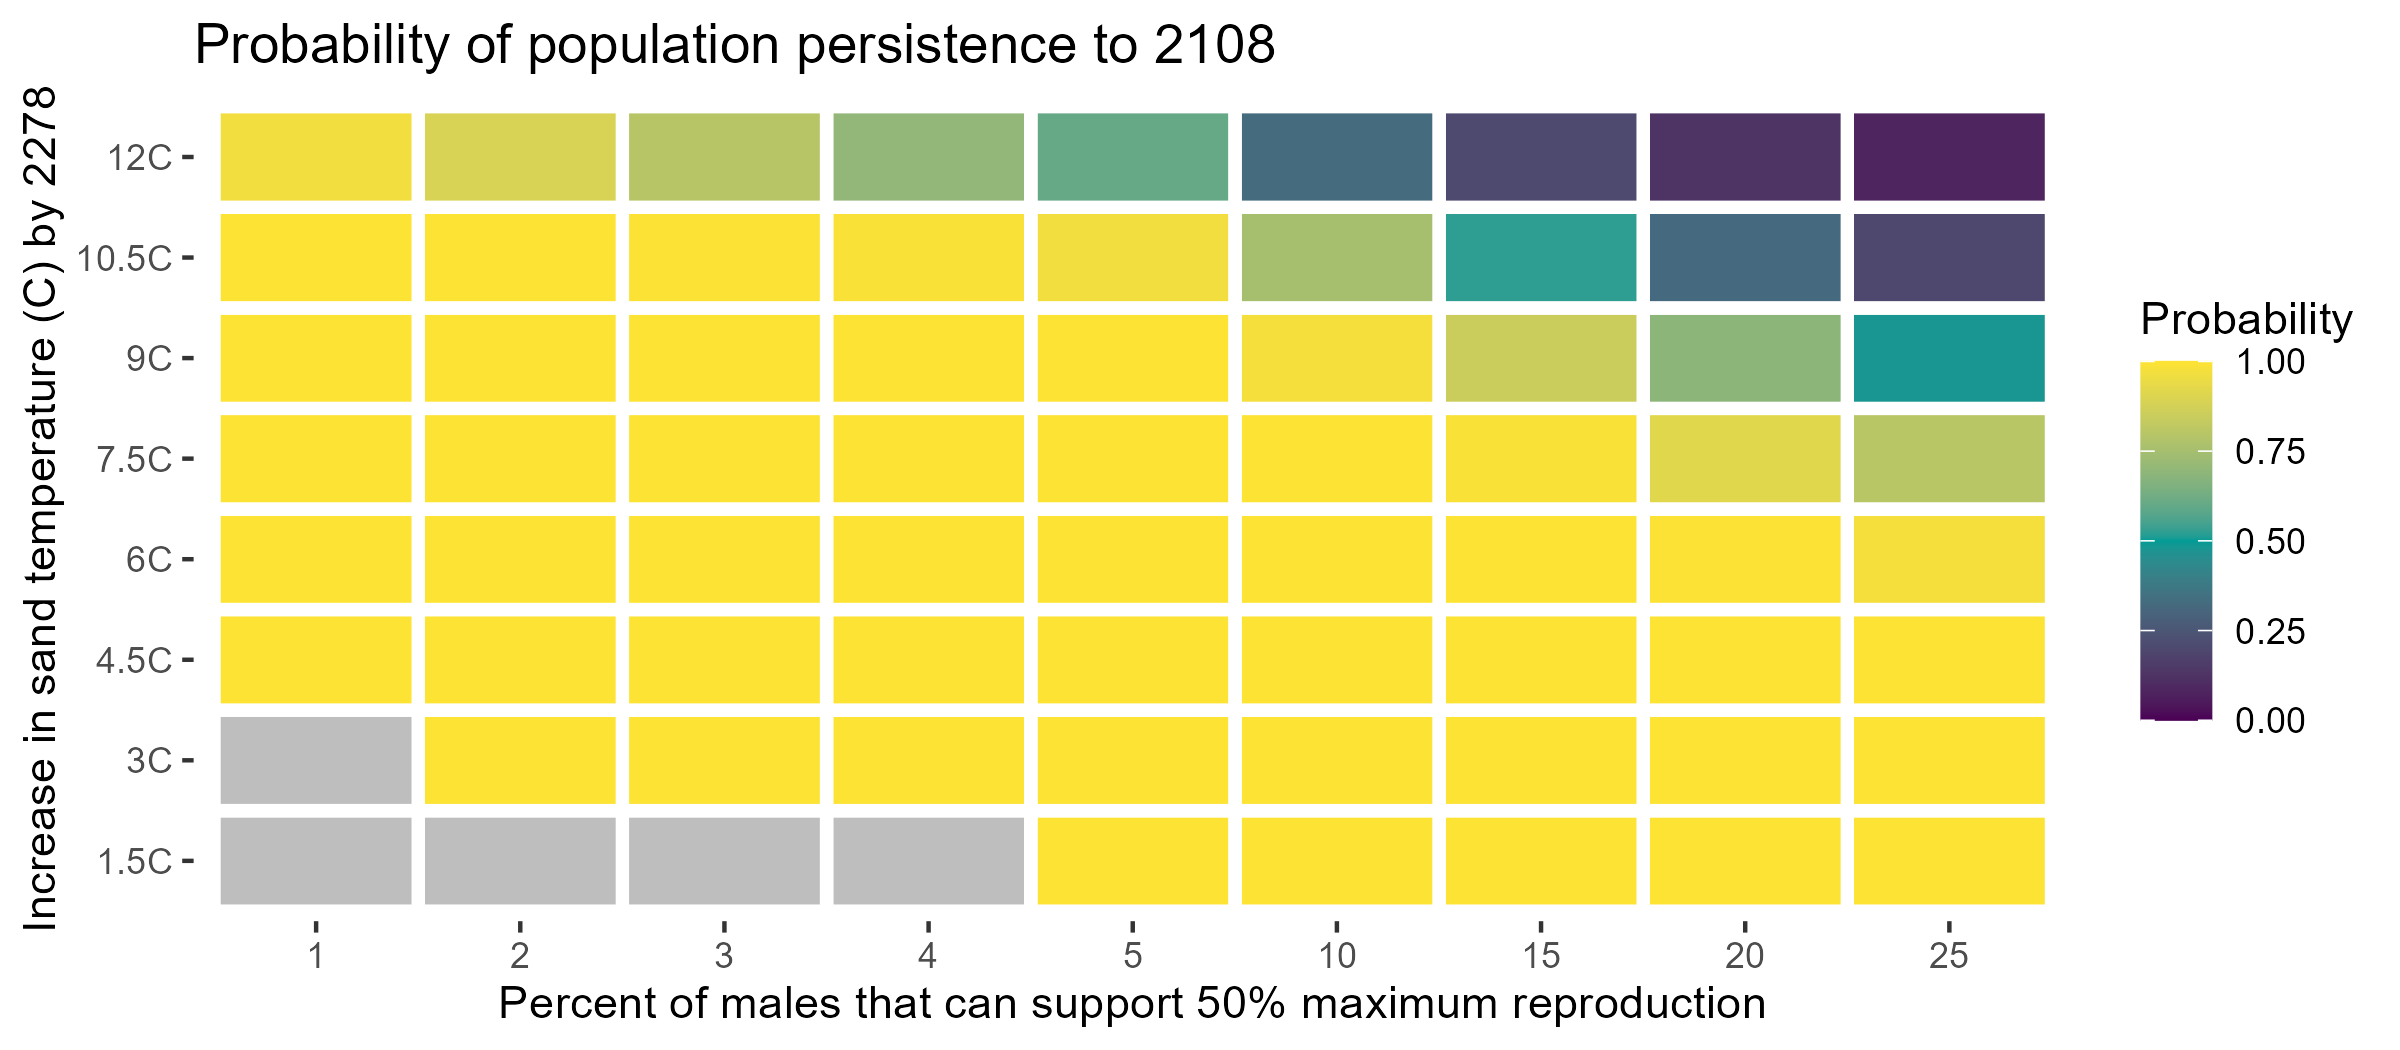 Probability of population persistence to 2108
Increase in sand temperature (C) by 2278
12C
10.5C
9C
7.5C
6C
4.5C
3C
1.5C
1 2 3 4 5 10 15 20 25
Percent of males that can support 50% maximum reproduction
Probability
1.00
0.75
0.50
0.25
0.00